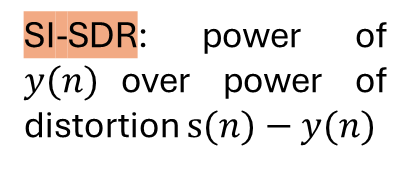 SI-SDR: power of
y(n) over power of
distortion s(n) − y(n)